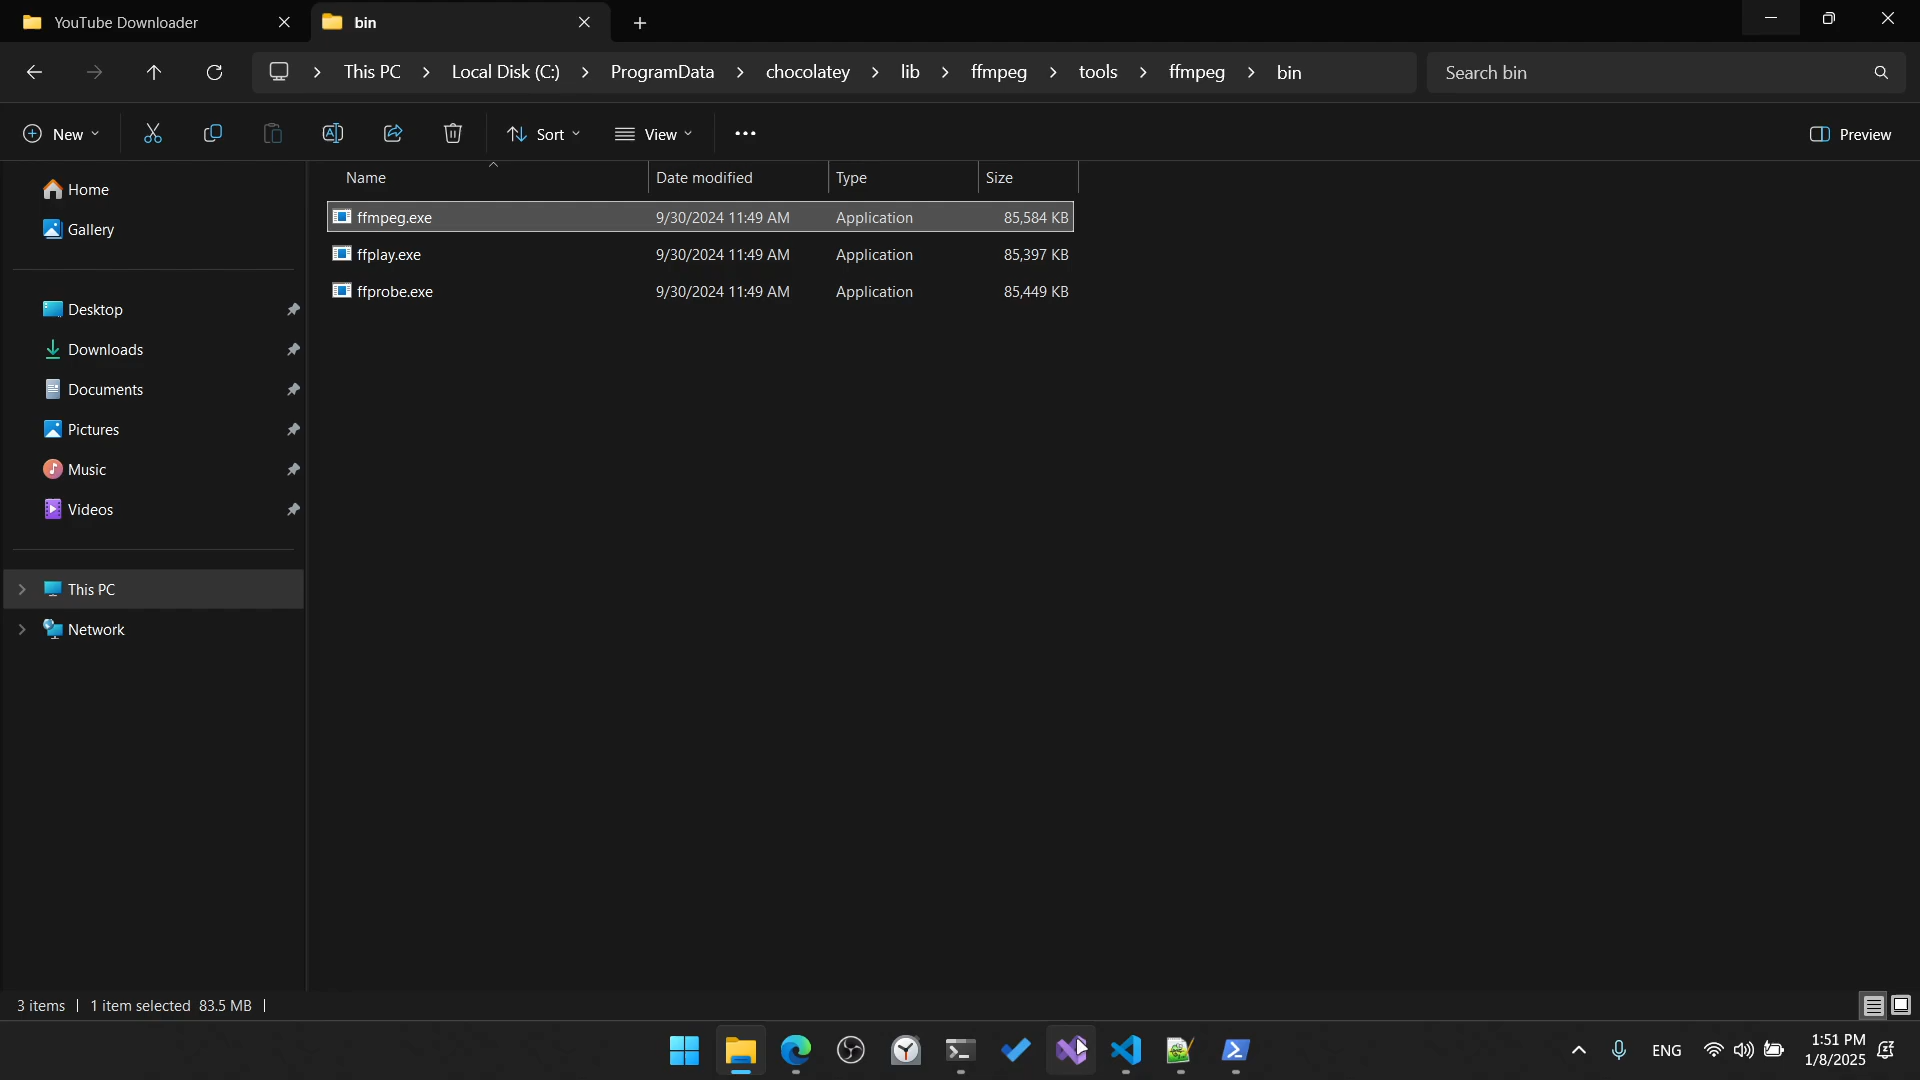 YouTube Downloader
bin
This PC > Local Disk (C:) > ProgramData > chocolatey > lib > ffmpeg > tools > ffmpeg > bin
Search bin
New
Sort
View
Preview
Name Date modified Type Size
ffmpeg.exe 9/30/2024 11:49 AM Application 85,584 KB
ffplay.exe 9/30/2024 11:49 AM Application 85,397 KB
ffprobe.exe 9/30/2024 11:49 AM Application 85,449 KB
Home
Gallery
Desktop
Downloads
Documents
Pictures
Music
Videos
This PC
Network
3 items | 1 item selected 83.5 MB |
ENG
1:51 PM
1/8/2025